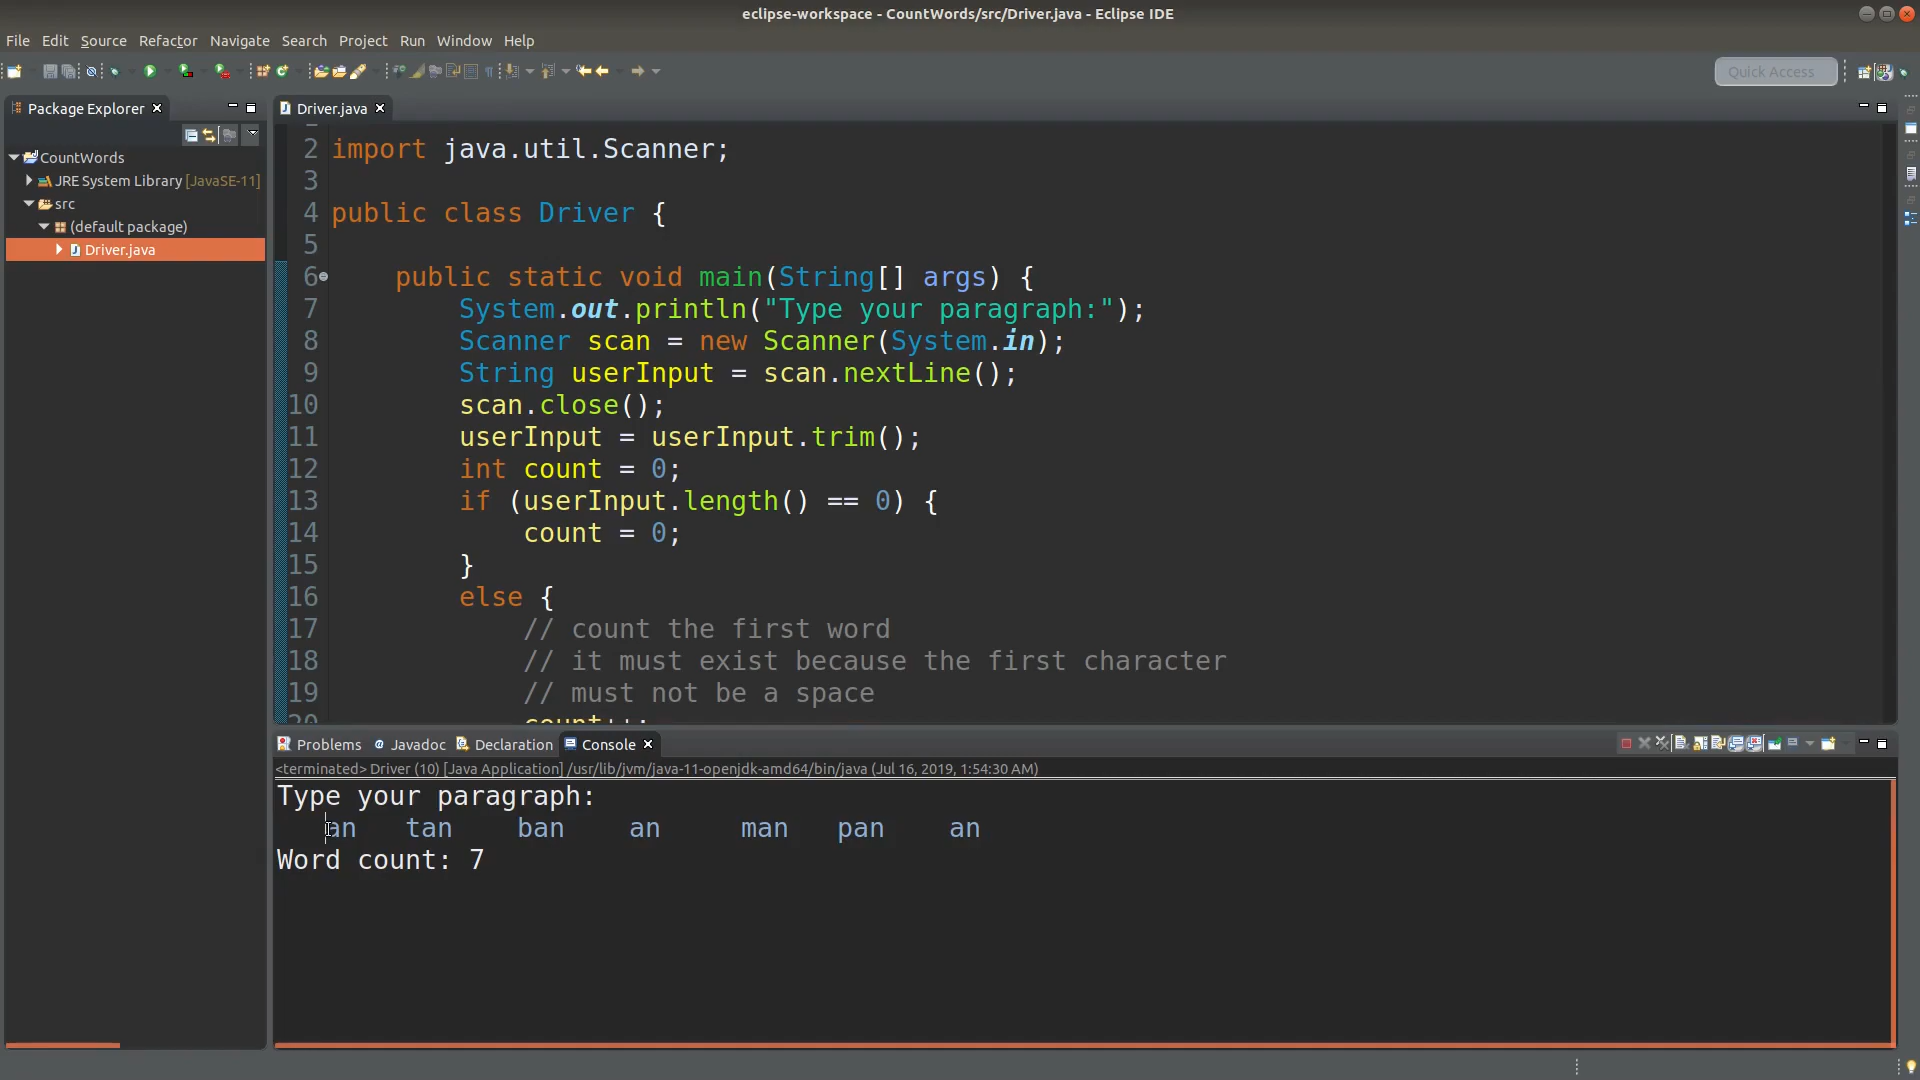 eclipse-workspace - CountWords/src/Driver.java - Eclipse IDE
File Edit Source Refactor Navigate Search Project Run Window Help
Quick Access
Package Explorer
Driver.java
CountWords
JRE System Library [JavaSE-11]
src
(default package)
Driver.java
2 import java.util.Scanner;
3
4 public class Driver {
5
6     public static void main(String[] args) {
7         System.out.println("Type your paragraph:");
8         Scanner scan = new Scanner(System.in);
9         String userInput = scan.nextLine();
10         scan.close();
11         userInput = userInput.trim();
12         int count = 0;
13         if (userInput.length() == 0) {
14             count = 0;
15         }
16         else {
17             // count the first word
18             // it must exist because the first character
19             // must not be a space
20             count++;
Problems Javadoc Declaration Console
<terminated> Driver (10) [Java Application] /usr/lib/jvm/java-11-openjdk-amd64/bin/java (Jul 16, 2019, 1:54:30 AM)
Type your paragraph:
   an   tan    ban    an     man   pan    an
Word count: 7